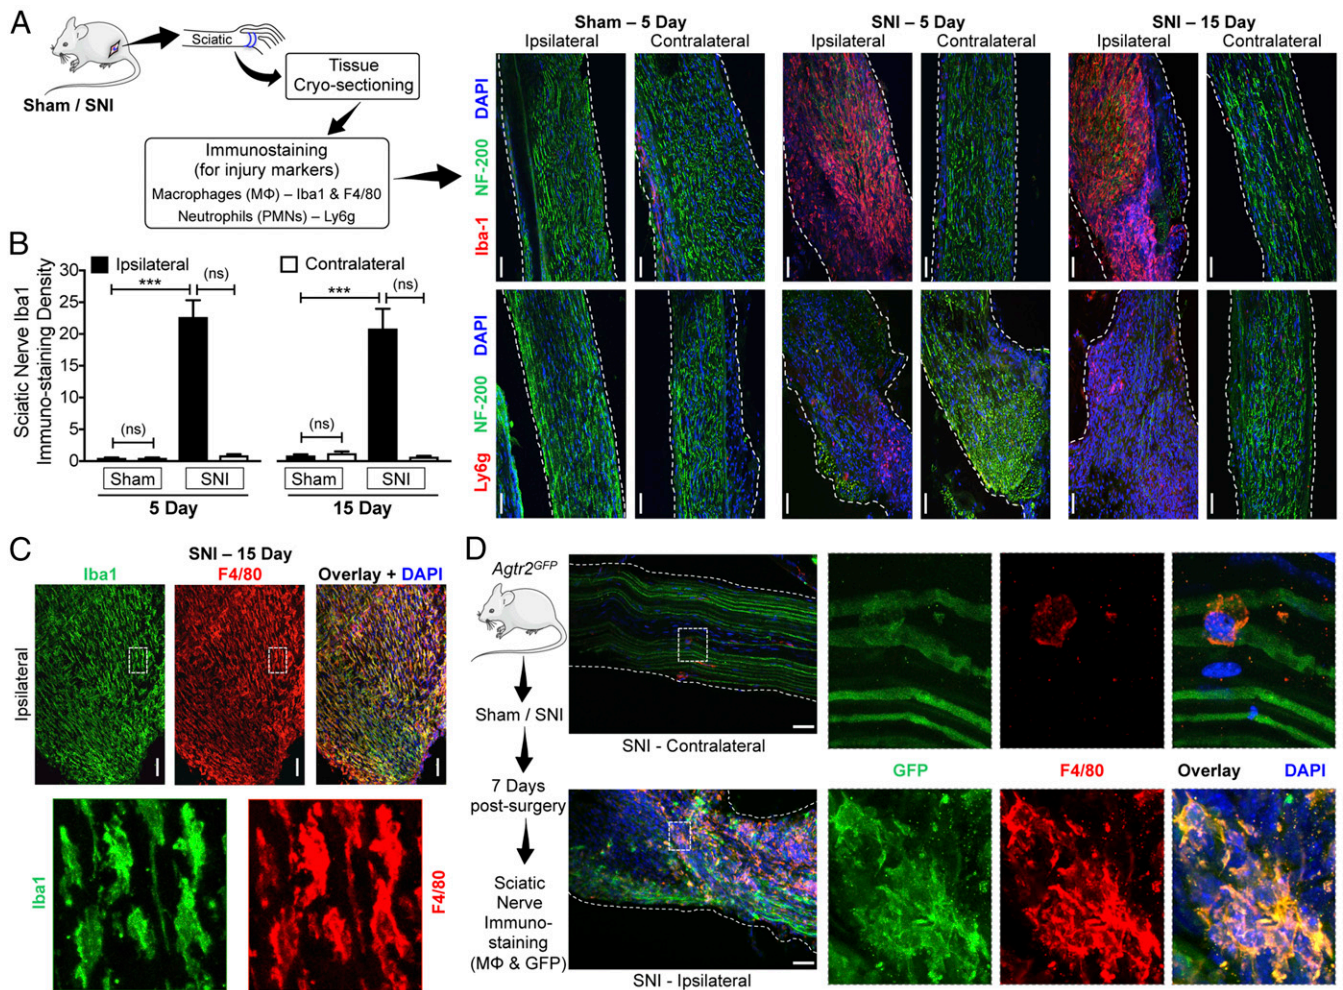 A
Sciatic
Sham / SNI
Tissue
Cryo-sectioning
Immunostaining
(for injury markers)
Macrophages (MΦ) – Iba1 & F4/80
Neutrophils (PMNs) – Ly6g
Sham – 5 Day
SNI – 5 Day
SNI – 15 Day
Ipsilateral
Contralateral
Ipsilateral
Contralateral
Ipsilateral
Contralateral
Iba-1 NF-200 DAPI
Ly6g NF-200 DAPI
B
Sciatic Nerve Iba1
Immuno-staining Density
30
25
20
15
10
5
0
Ipsilateral
Contralateral
***
(ns)
(ns)
***
(ns)
(ns)
Sham
SNI
Sham
SNI
5 Day
15 Day
C
SNI – 15 Day
Iba1
F4/80
Overlay + DAPI
Ipsilateral
Iba1
F4/80
D
Agtr2GFP
Sham / SNI
7 Days
post-surgery
Sciatic
Nerve
Immuno-
staining
(MΦ & GFP)
SNI - Contralateral
GFP
F4/80
Overlay
DAPI
SNI - Ipsilateral